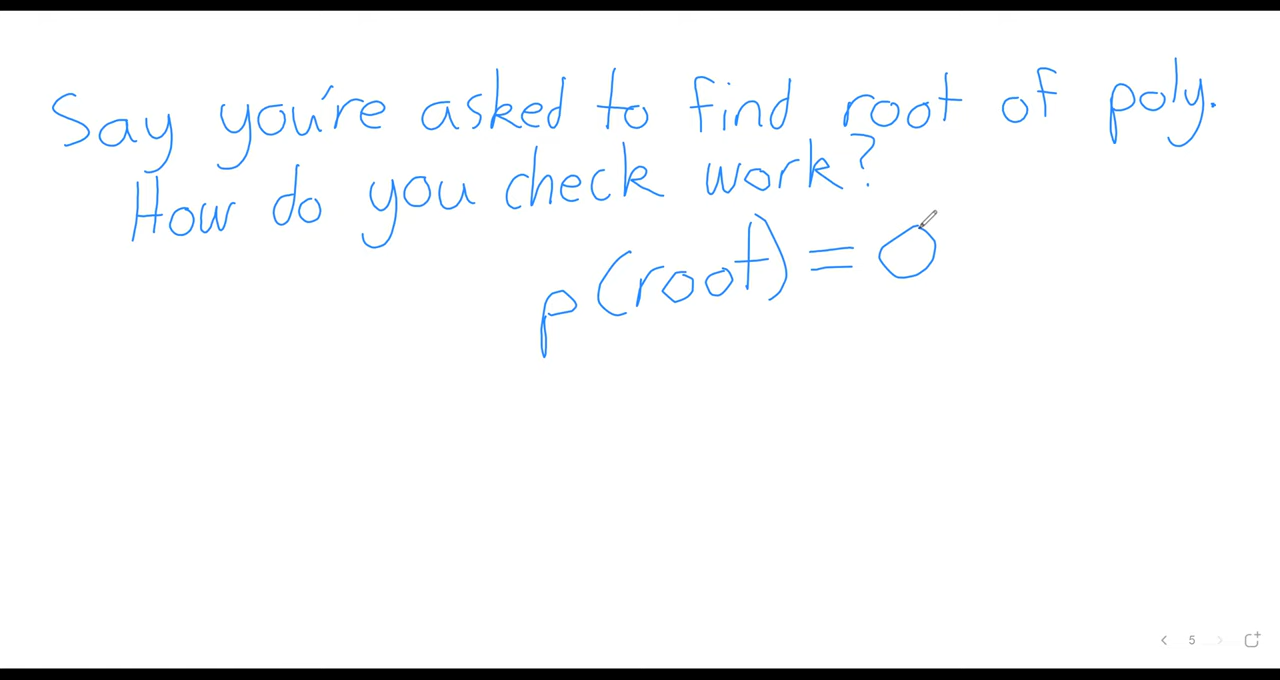 Say you're asked to find root of poly.
How do you check work?
p(root) = 0
5